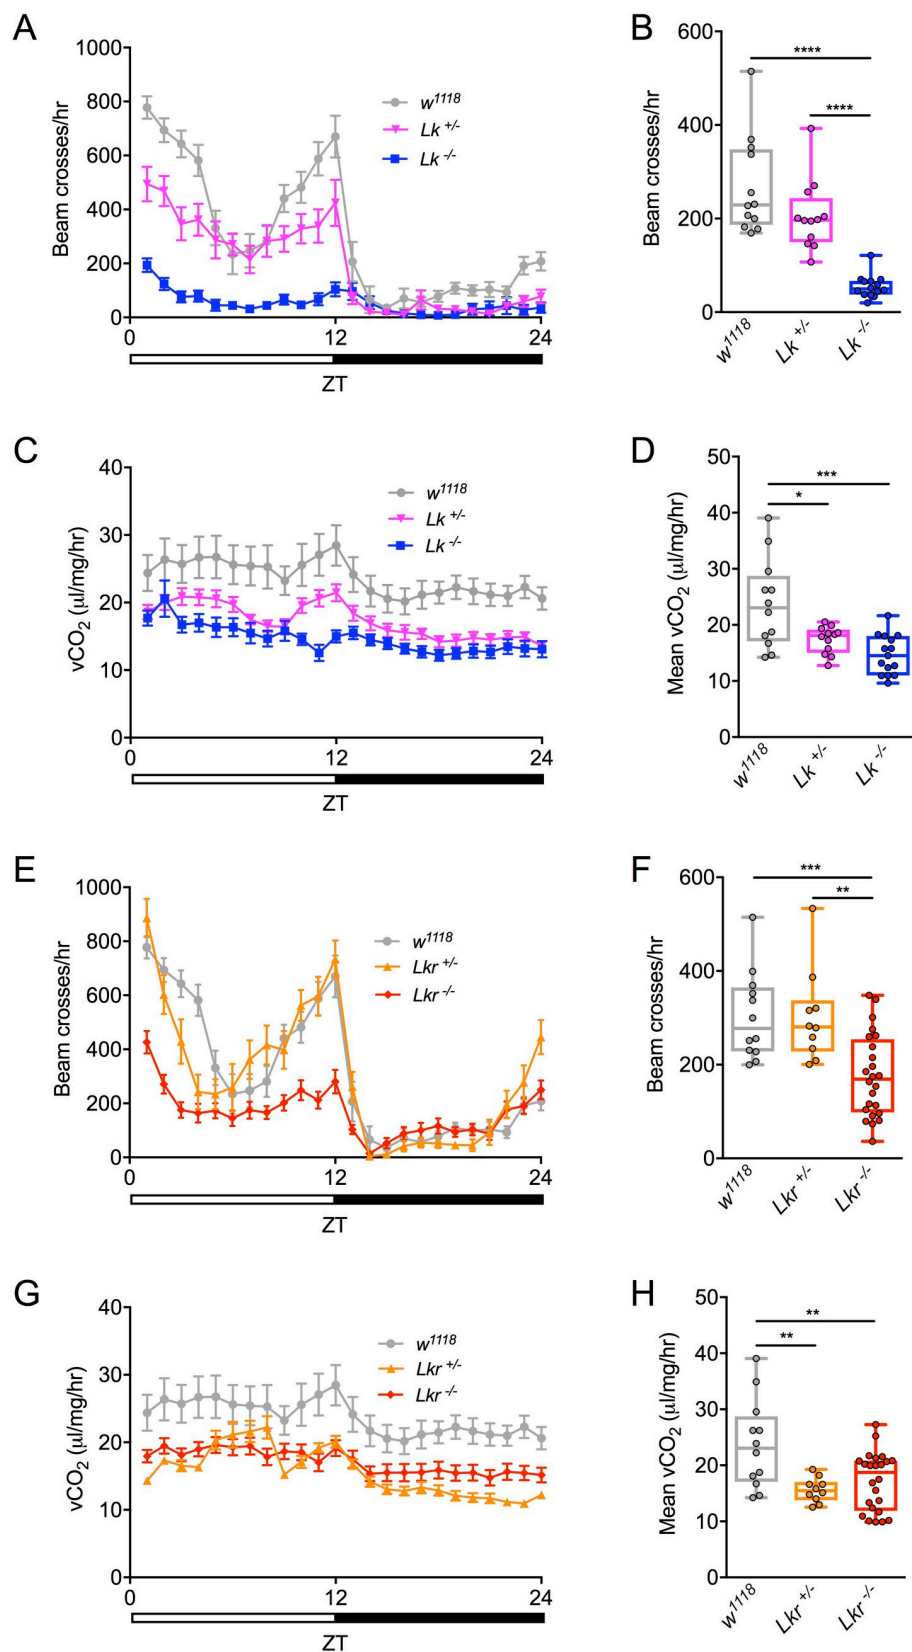 A
Beam crosses/hr
1000
800
600
400
200
0
0 12 24
ZT
w1118
Lk +/-
Lk -/-
B
Beam crosses/hr
600
400
200
0
****
****
w1118 Lk +/- Lk -/-
C
vCO2 (μl/mg/hr)
40
30
20
10
0
0 12 24
ZT
w1118
Lk +/-
Lk -/-
D
Mean vCO2 (μl/mg/hr)
50
40
30
20
10
0
***
*
w1118 Lk +/- Lk -/-
E
Beam crosses/hr
1000
800
600
400
200
0
0 12 24
ZT
w1118
Lkr +/-
Lkr -/-
F
Beam crosses/hr
600
400
200
0
***
**
w1118 Lkr +/- Lkr -/-
G
vCO2 (μl/mg/hr)
40
30
20
10
0
0 12 24
ZT
w1118
Lkr +/-
Lkr -/-
H
Mean vCO2 (μl/mg/hr)
50
40
30
20
10
0
**
**
w1118 Lkr +/- Lkr -/-